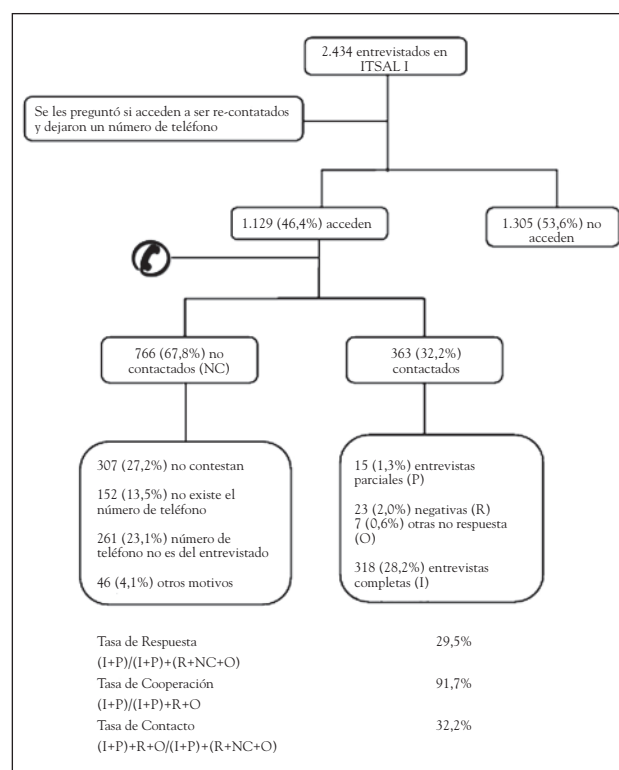 2.434 entrevistados en
ITSAL I
Se les preguntó si acceden a ser re-contatados
y dejaron un número de teléfono
1.129 (46,4%) acceden
1.305 (53,6%) no
acceden
766 (67,8%) no
contactados (NC)
363 (32,2%)
contactados
307 (27,2%) no contestan
152 (13,5%) no existe el
número de teléfono
261 (23,1%) número de
teléfono no es del entrevistado
46 (4,1%) otros motivos
15 (1,3%) entrevistas
parciales (P)
23 (2,0%) negativas (R)
7 (0,6%) otras no respuesta
(O)
318 (28,2%) entrevistas
completas (I)
Tasa de Respuesta 29,5%
(I+P)/(I+P)+(R+NC+O)
Tasa de Cooperación 91,7%
(I+P)/(I+P)+R+O
Tasa de Contacto 32,2%
(I+P)+R+O/(I+P)+(R+NC+O)